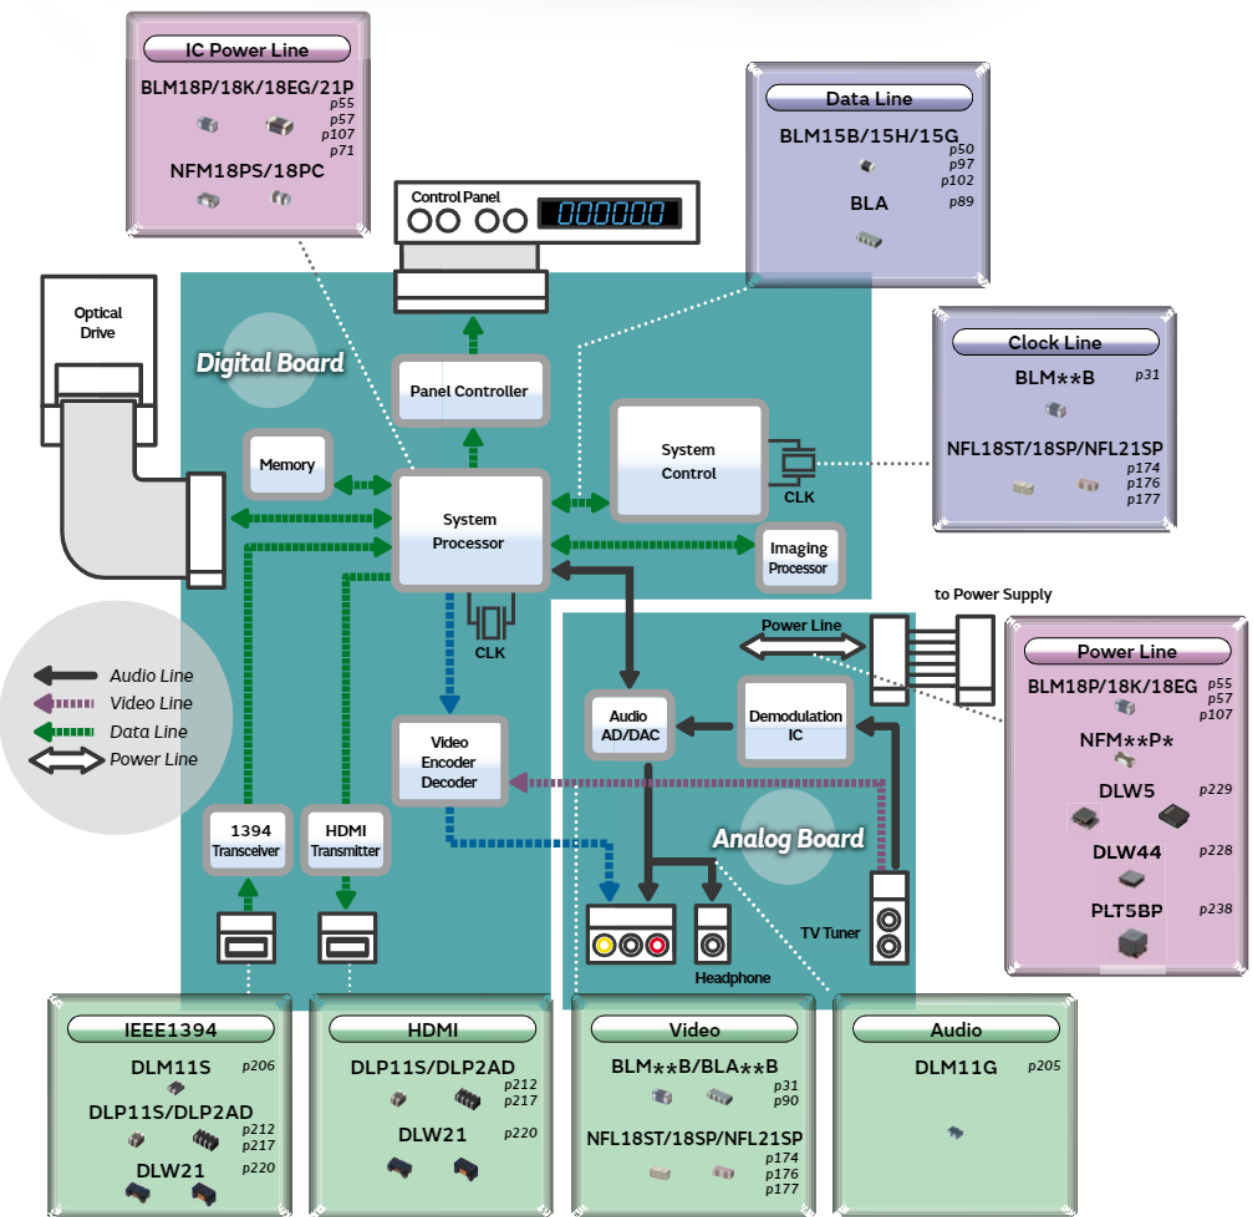 IC Power Line
BLM18P/18K/18EG/21P
p55
p57
p107
p71
NFM18PS/18PC
Data Line
BLM15B/15H/15G
p50
p97
p102
BLA p89
Control Panel
000000
Optical
Drive
Digital Board
Panel Controller
Memory
System
Control
CLK
System
Processor
Imaging
Processor
CLK
Clock Line
BLM**B p31
NFL18ST/18SP/NFL21SP
p174
p176
p177
to Power Supply
Power Line
Audio Line
Video Line
Data Line
Power Line
Video
Encoder
Decoder
Audio
AD/DAC
Demodulation
IC
1394
Transceiver
HDMI
Transmitter
Analog Board
TV Tuner
Headphone
Power Line
BLM18P/18K/18EG p55
p57
p107
NFM**P*
DLW5 p229
DLW44 p228
PLT5BP p238
IEEE1394
DLM11S p206
DLP11S/DLP2AD
p212
p217
DLW21 p220
HDMI
DLP11S/DLP2AD
p212
p217
DLW21 p220
Video
BLM**B/BLA**B
p31
p90
NFL18ST/18SP/NFL21SP
p174
p176
p177
Audio
DLM11G p205